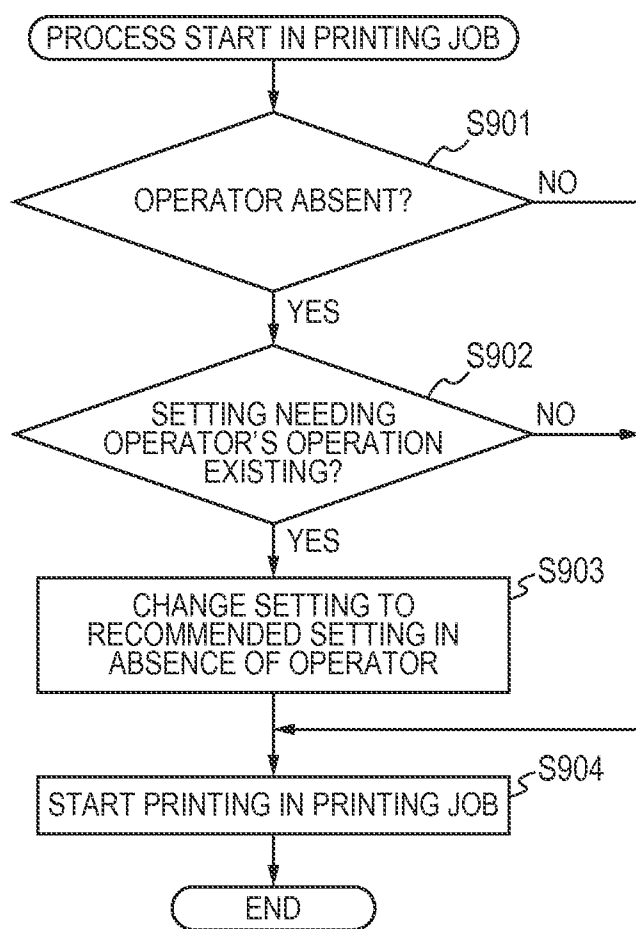 PROCESS START IN PRINTING JOB
S901
OPERATOR ABSENT?
NO
YES
S902
SETTING NEEDING
OPERATOR'S OPERATION
EXISTING?
NO
YES
S903
CHANGE SETTING TO
RECOMMENDED SETTING IN
ABSENCE OF OPERATOR
S904
START PRINTING IN PRINTING JOB
END